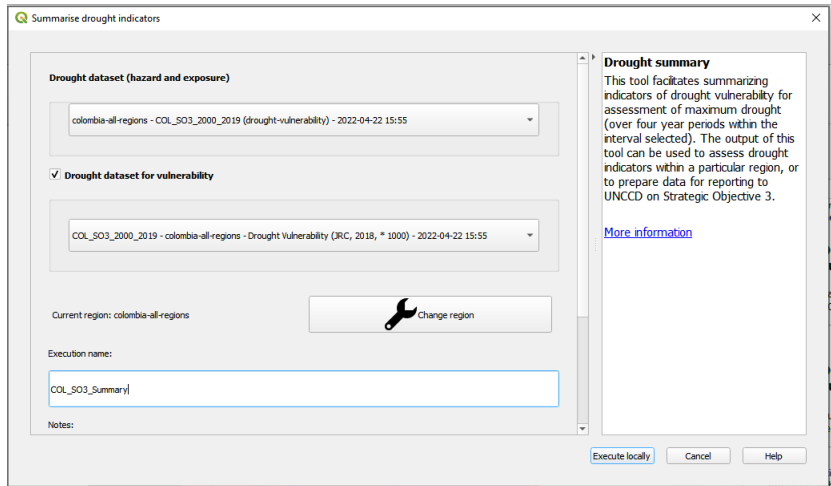 Summarise drought indicators
Drought dataset (hazard and exposure)
colombia-all-regions - COL_SO3_2000_2019 (drought-vulnerability) - 2022-04-22 15:55
Drought dataset for vulnerability
COL_SO3_2000_2019 - colombia-all-regions - Drought Vulnerability (JRC, 2018, * 1000) - 2022-04-22 15:55
Current region: colombia-all-regions
Change region
Execution name:
COL_SO3_Summary
Notes:
Drought summary
This tool facilitates summarizing
indicators of drought vulnerability for
assessment of maximum drought
(over four year periods within the
interval selected). The output of this
tool can be used to assess drought
indicators within a particular region, or
to prepare data for reporting to
UNCCD on Strategic Objective 3.
More information
Execute locally
Cancel
Help